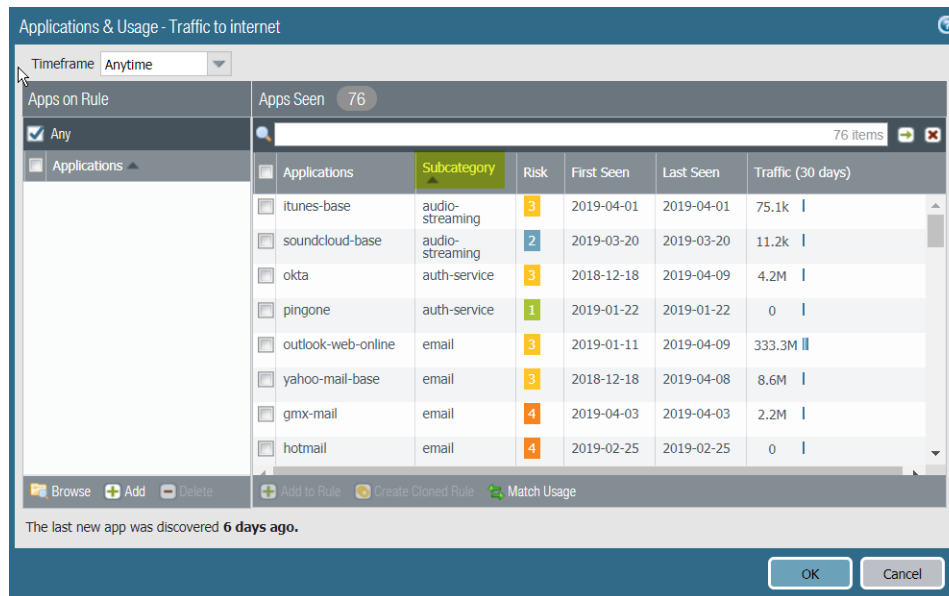 Applications & Usage - Traffic to internet
Timeframe Anytime
Apps on Rule
Apps Seen 76
Any
76 items
Applications
Applications Subcategory Risk First Seen Last Seen Traffic (30 days)
itunes-base audio-streaming 3 2019-04-01 2019-04-01 75.1k
soundcloud-base audio-streaming 2 2019-03-20 2019-03-20 11.2k
okta auth-service 3 2018-12-18 2019-04-09 4.2M
pingone auth-service 1 2019-01-22 2019-01-22 0
outlook-web-online email 3 2019-01-11 2019-04-09 333.3M
yahoo-mail-base email 3 2018-12-18 2019-04-08 8.6M
gmx-mail email 4 2019-04-03 2019-04-03 2.2M
hotmail email 4 2019-02-25 2019-02-25 0
Browse Add Delete
Add to Rule Create Cloned Rule Match Usage
The last new app was discovered 6 days ago.
OK Cancel